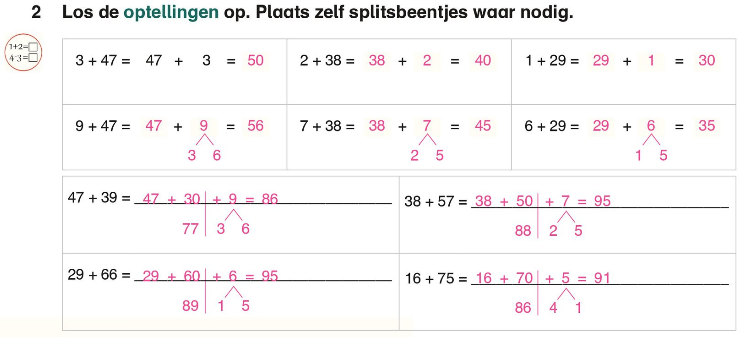 2 Los de optellingen op. Plaats zelf splitsbeentjes waar nodig.
1+2=□
4-3=□
3 + 47 = 47 + 3 = 50
2 + 38 = 38 + 2 = 40
1 + 29 = 29 + 1 = 30
9 + 47 = 47 + 9 = 56
3 6
7 + 38 = 38 + 7 = 45
2 5
6 + 29 = 29 + 6 = 35
1 5
47 + 39 = 47 + 30 + 9 = 86
77 3 6
38 + 57 = 38 + 50 + 7 = 95
88 2 5
29 + 66 = 29 + 60 + 6 = 95
89 1 5
16 + 75 = 16 + 70 + 5 = 91
86 4 1